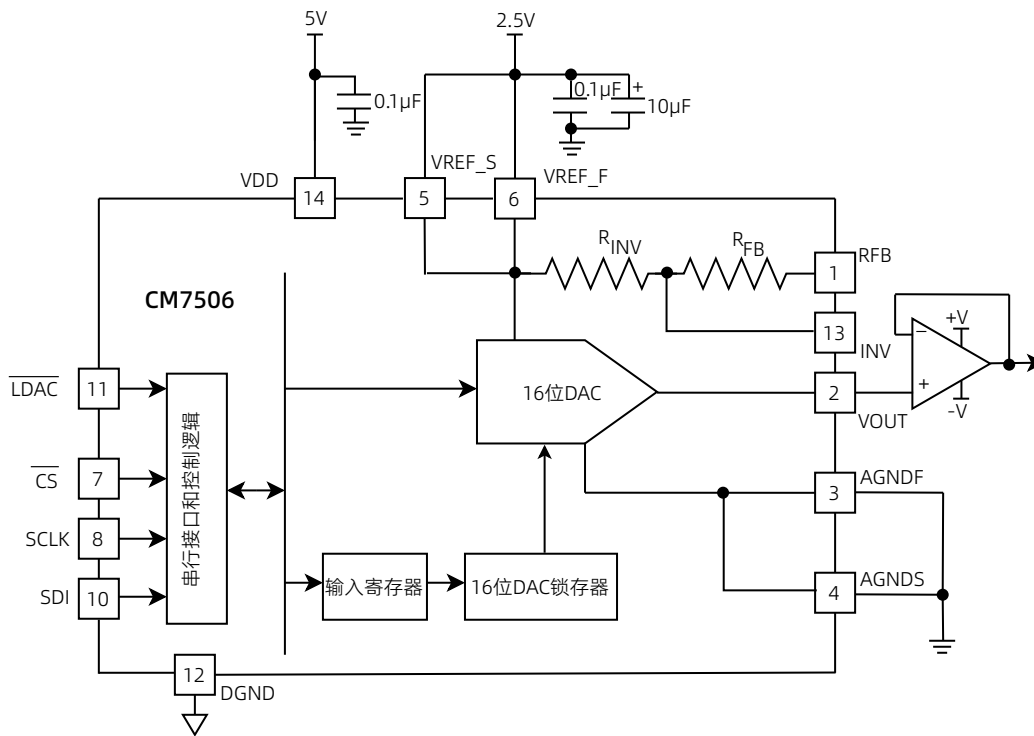 5V
2.5V
0.1μF
0.1μF
+
10μF
VREF_S
VREF_F
VDD
14
5
6
RINV
RFB
RFB
1
CM7506
13
INV
+V
−
+
-V
LDAC
11
16位DAC
2
VOUT
串行接口和控制逻辑
CS
7
AGNDF
3
SCLK
8
输入寄存器
16位DAC锁存器
AGNDS
4
SDI
10
12
DGND